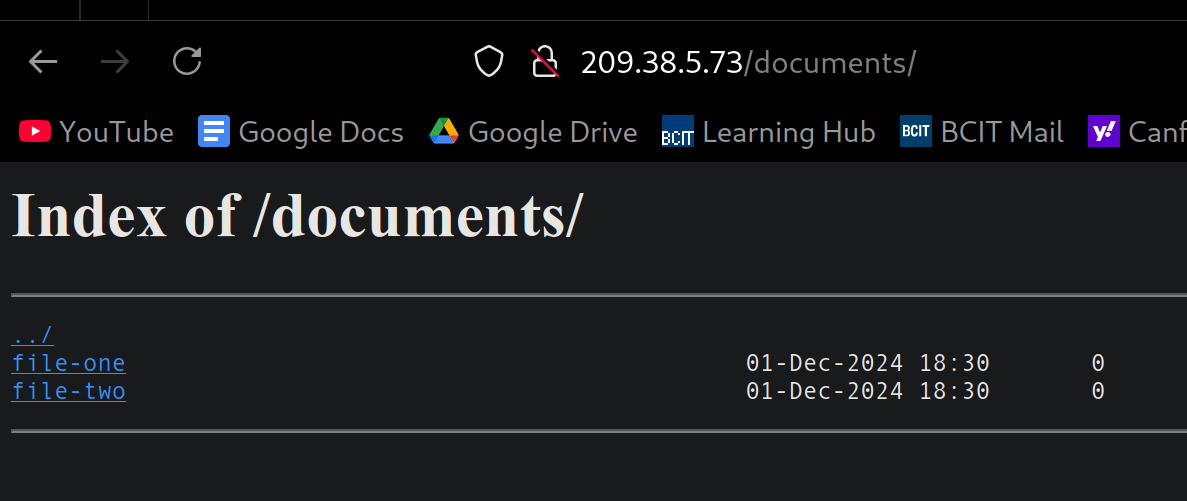 209.38.5.73/documents/
YouTube Google Docs Google Drive BCIT Learning Hub BCIT BCIT Mail y! Canf
Index of /documents/
../
file-one 01-Dec-2024 18:30 0
file-two 01-Dec-2024 18:30 0